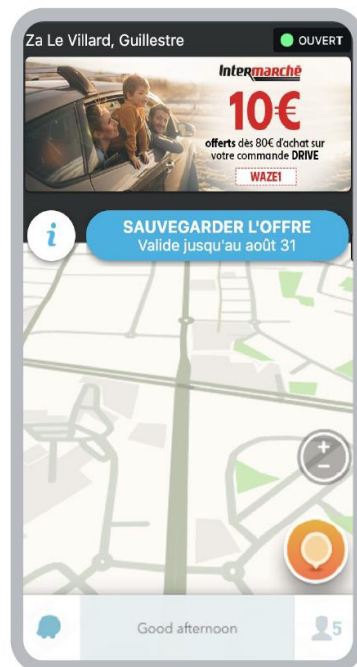 Za Le Villard, Guillestre
OUVERT
Intermarchē
10€
offerts dès 80€ d'achat sur
votre commande DRIVE
WAZE1
i
SAUVEGARDER L'OFFRE
Valide jusqu'au août 31
+
-
Good afternoon
5